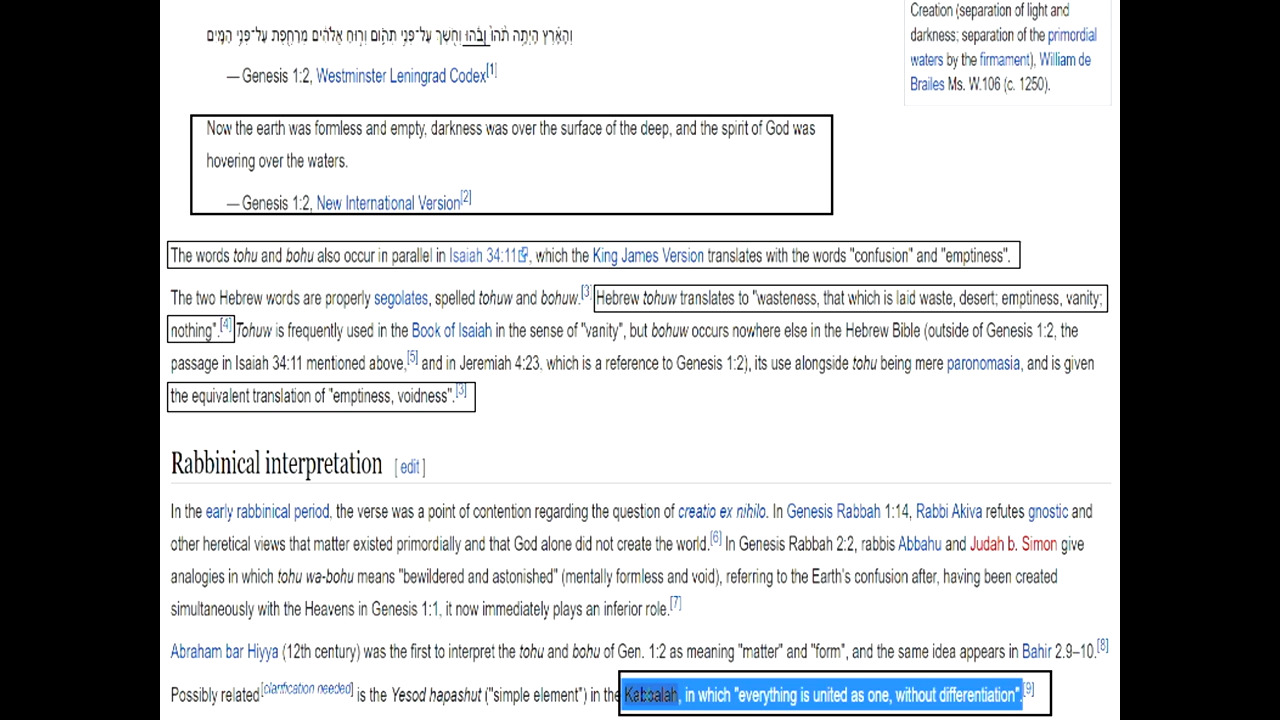 וְהָאָ֗רֶץ הָיְתָ֥ה תֹ֙הוּ֙ וָבֹ֔הוּ וְחֹ֖שֶׁךְ עַל־פְּנֵ֣י תְה֑וֹם וְר֣וּחַ אֱלֹהִ֔ים מְרַחֶ֖פֶת עַל־פְּנֵ֥י הַמָּֽיִם
— Genesis 1:2, Westminster Leningrad Codex[1]
Now the earth was formless and empty, darkness was over the surface of the deep, and the spirit of God was
hovering over the waters.
— Genesis 1:2, New International Version[2]
Creation (separation of light and
darkness; separation of the primordial
waters by the firmament), William de
Brailes Ms. W.106 (c. 1250).
The words tohu and bohu also occur in parallel in Isaiah 34:11, which the King James Version translates with the words "confusion" and "emptiness".
The two Hebrew words are properly segolates, spelled tohuw and bohuw.[3] Hebrew tohuw translates to "wasteness, that which is laid waste, desert; emptiness, vanity;
nothing".[4] Tohuw is frequently used in the Book of Isaiah in the sense of "vanity", but bohuw occurs nowhere else in the Hebrew Bible (outside of Genesis 1:2, the
passage in Isaiah 34:11 mentioned above,[5] and in Jeremiah 4:23. which is a reference to Genesis 1:2), its use alongside tohu being mere paronomasia, and is given
the equivalent translation of "emptiness, voidness".[3]
Rabbinical interpretation [ edit ]
In the early rabbinical period, the verse was a point of contention regarding the question of creatio ex nihilo. In Genesis Rabbah 1:14, Rabbi Akiva refutes gnostic and
other heretical views that matter existed primordially and that God alone did not create the world.[6] In Genesis Rabbah 2:2, rabbis Abbahu and Judah b. Simon give
analogies in which tohu wa-bohu means "bewildered and astonished" (mentally formless and void), referring to the Earth's confusion after, having been created
simultaneously with the Heavens in Genesis 1:1, it now immediately plays an inferior role.[7]
Abraham bar Hiyya (12th century) was the first to interpret the tohu and bohu of Gen. 1:2 as meaning "matter" and "form", and the same idea appears in Bahir 2.9–10.[8]
Possibly related[clarification needed] is the Yesod hapashut ("simple element") in the Kabbalah, in which "everything is united as one, without differentiation".[9]